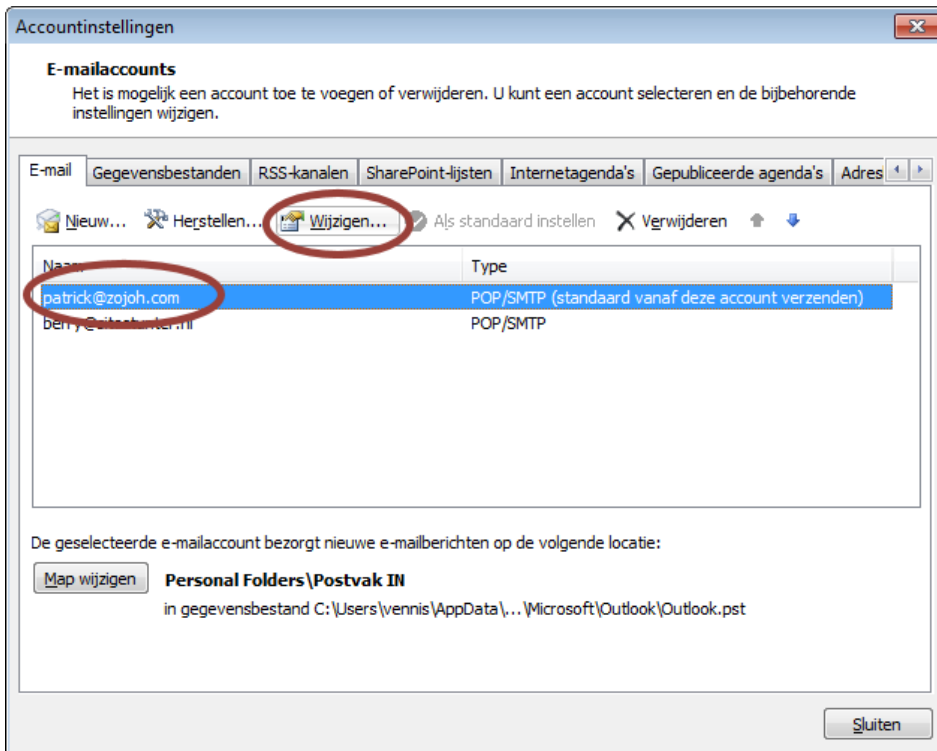 Accountinstellingen
E-mailaccounts
Het is mogelijk een account toe te voegen of verwijderen. U kunt een account selecteren en de bijbehorende
instellingen wijzigen.
E-mail Gegevensbestanden RSS-kanalen SharePoint-lijsten Internetagenda's Gepubliceerde agenda's Adres
Nieuw... Herstellen... Wijzigen... Als standaard instellen Verwijderen
Naam Type
patrick@zojoh.com POP/SMTP (standaard vanaf deze account verzenden)
POP/SMTP
De geselecteerde e-mailaccount bezorgt nieuwe e-mailberichten op de volgende locatie:
Map wijzigen Personal Folders\Postvak IN
in gegevensbestand C:\Users\vennis\AppData\...\Microsoft\Outlook\Outlook.pst
Sluiten